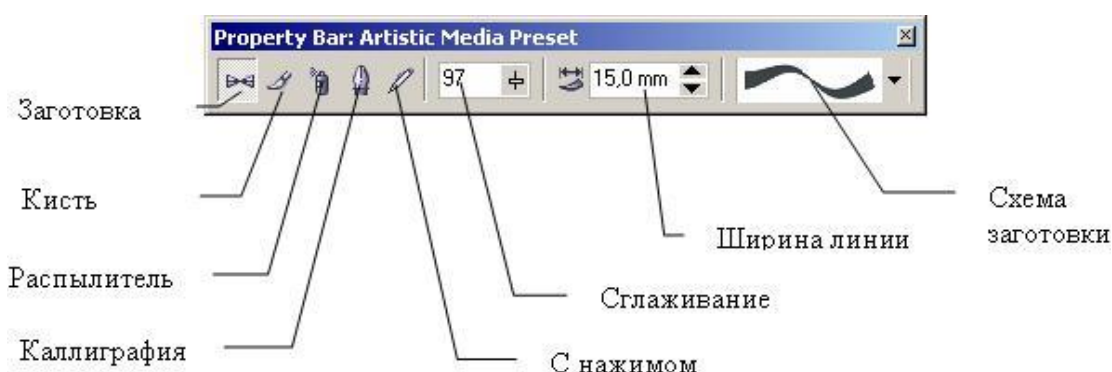 Property Bar: Artistic Media Preset
97
15,0 mm
Заготовка
Кисть
Схема
заготовки
Ширина линии
Распылитель
Сглаживание
Каллиграфия
С нажимом